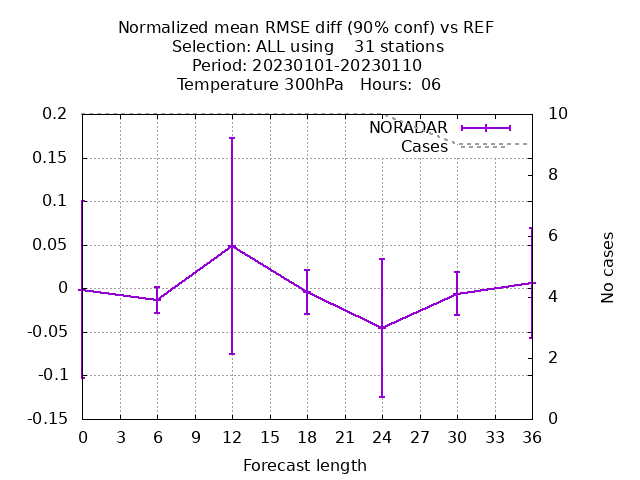 Normalized mean RMSE diff (90% conf) vs REF
Selection: ALL using    31 stations
Period: 20230101-20230110
Temperature 300hPa   Hours:  06
0.2
0.15
0.1
0.05
0
-0.05
-0.1
-0.15
10
8
6
4
2
0
NORADAR
Cases
No cases
0 3 6 9 12 15 18 21 24 27 30 33 36
Forecast length